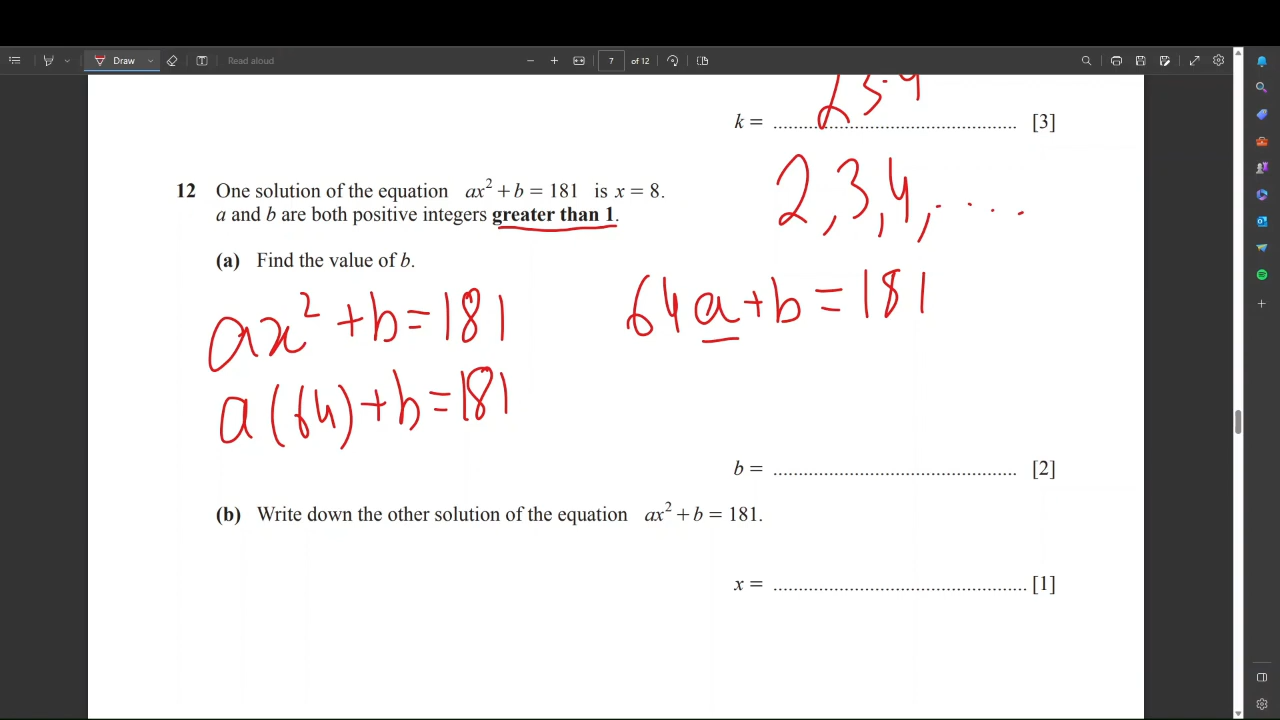 Draw
Read aloud
7 of 12
k = ........................................ [3]
2, 3, 4, ....
12 One solution of the equation ax² + b = 181 is x = 8.
a and b are both positive integers greater than 1.
(a) Find the value of b.
ax² + b = 181
64a + b = 181
a(64) + b = 181
b = ........................................ [2]
(b) Write down the other solution of the equation ax² + b = 181.
x = ........................................ [1]